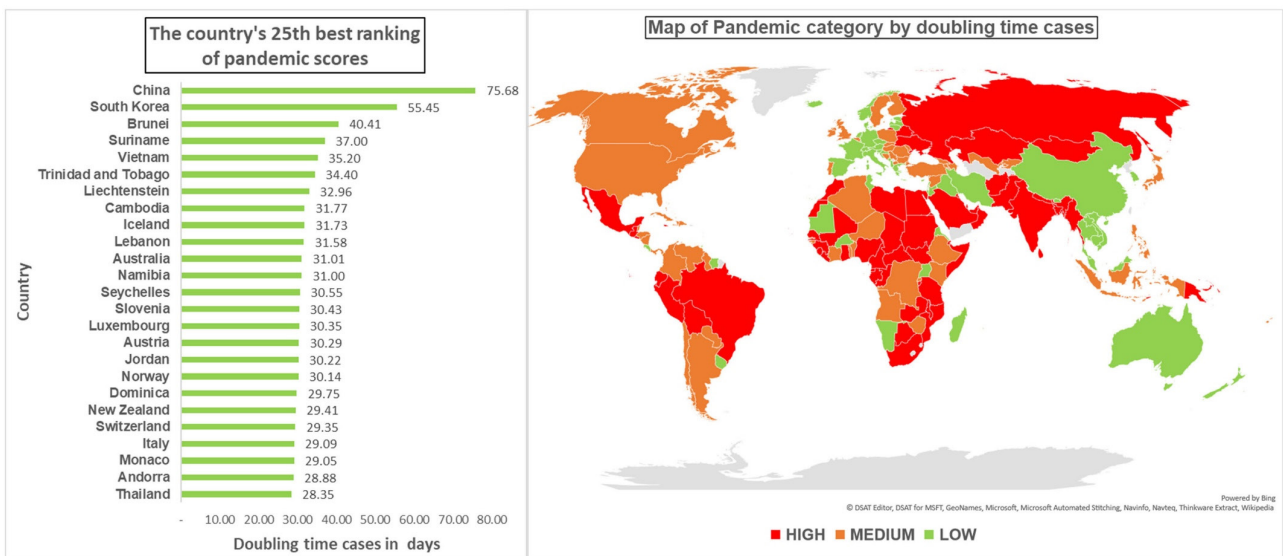 The country's 25th best ranking
of pandemic scores
Country
China 75.68
South Korea 55.45
Brunei 40.41
Suriname 37.00
Vietnam 35.20
Trinidad and Tobago 34.40
Liechtenstein 32.96
Cambodia 31.77
Iceland 31.73
Lebanon 31.58
Australia 31.01
Namibia 31.00
Seychelles 30.55
Slovenia 30.43
Luxembourg 30.35
Austria 30.29
Jordan 30.22
Norway 30.14
Dominica 29.75
New Zealand 29.41
Switzerland 29.35
Italy 29.09
Monaco 29.05
Andorra 28.88
Thailand 28.35
- 10.00 20.00 30.00 40.00 50.00 60.00 70.00 80.00
Doubling time cases in days
Map of Pandemic category by doubling time cases
Powered by Bing
© DSAT Editor, DSAT for MSFT, GeoNames, Microsoft, Microsoft Automated Stitching, Navinfo, Navteq, Thinkware Extract, Wikipedia
HIGH MEDIUM LOW